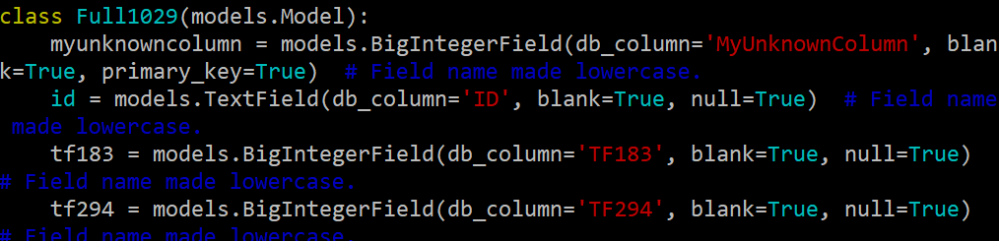 class Full1029(models.Model):
    myunknowncolumn = models.BigIntegerField(db_column='MyUnknownColumn', blan
k=True, primary_key=True)  # Field name made lowercase.
    id = models.TextField(db_column='ID', blank=True, null=True)  # Field name
 made lowercase.
    tf183 = models.BigIntegerField(db_column='TF183', blank=True, null=True)
# Field name made lowercase.
    tf294 = models.BigIntegerField(db_column='TF294', blank=True, null=True)
# Field name made lowercase.